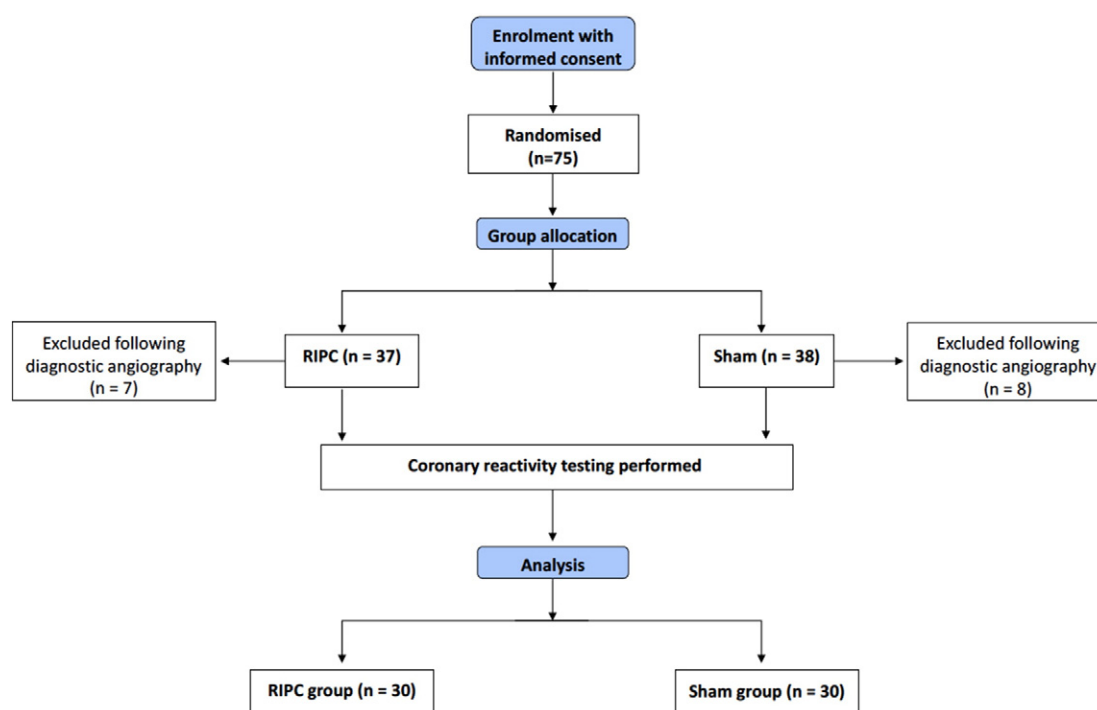 Enrolment with
informed consent
Randomised
(n=75)
Group allocation
Excluded following
diagnostic angiography
(n = 7)
RIPC (n = 37)
Sham (n = 38)
Excluded following
diagnostic angiography
(n = 8)
Coronary reactivity testing performed
Analysis
RIPC group (n = 30)
Sham group (n = 30)